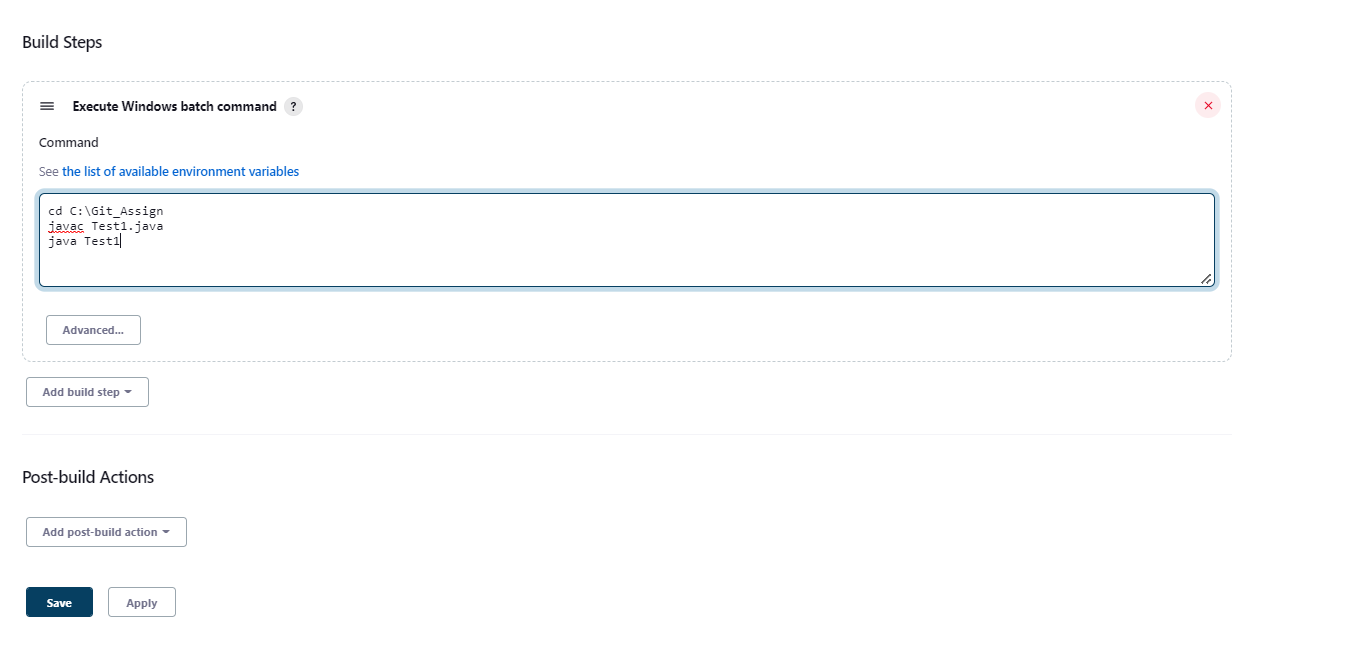 Build Steps
Execute Windows batch command ?
Command
See the list of available environment variables
cd C:\Git_Assign
javac Test1.java
java Test1
Advanced...
Add build step
Post-build Actions
Add post-build action
Save Apply